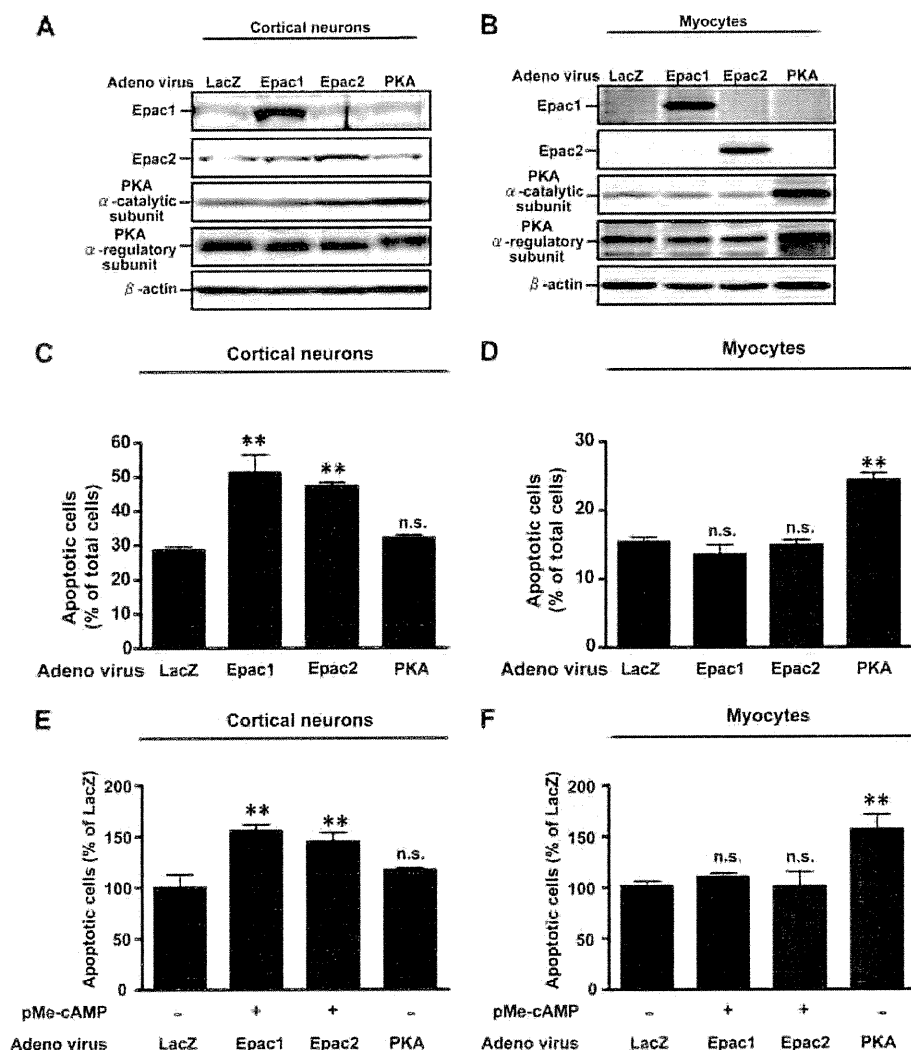 A
Cortical neurons
Adeno virus LacZ Epac1 Epac2 PKA
Epac1
Epac2
PKA
α-catalytic
subunit
PKA
α-regulatory
subunit
β-actin
B
Myocytes
Adeno virus LacZ Epac1 Epac2 PKA
Epac1
Epac2
PKA
α-catalytic
subunit
PKA
α-regulatory
subunit
β-actin
C
Cortical neurons
Apoptotic cells
(% of total cells)
60
50
40
30
20
10
0
**
**
n.s.
Adeno virus LacZ Epac1 Epac2 PKA
D
Myocytes
Apoptotic cells
(% of total cells)
30
20
10
0
n.s.
n.s.
**
Adeno virus LacZ Epac1 Epac2 PKA
E
Cortical neurons
Apoptotic cells (% of LacZ)
200
150
100
50
0
**
**
n.s.
pMe-cAMP - + + -
Adeno virus LacZ Epac1 Epac2 PKA
F
Myocytes
Apoptotic cells (% of LacZ)
200
150
100
50
0
n.s.
n.s.
**
pMe-cAMP - + + -
Adeno virus LacZ Epac1 Epac2 PKA